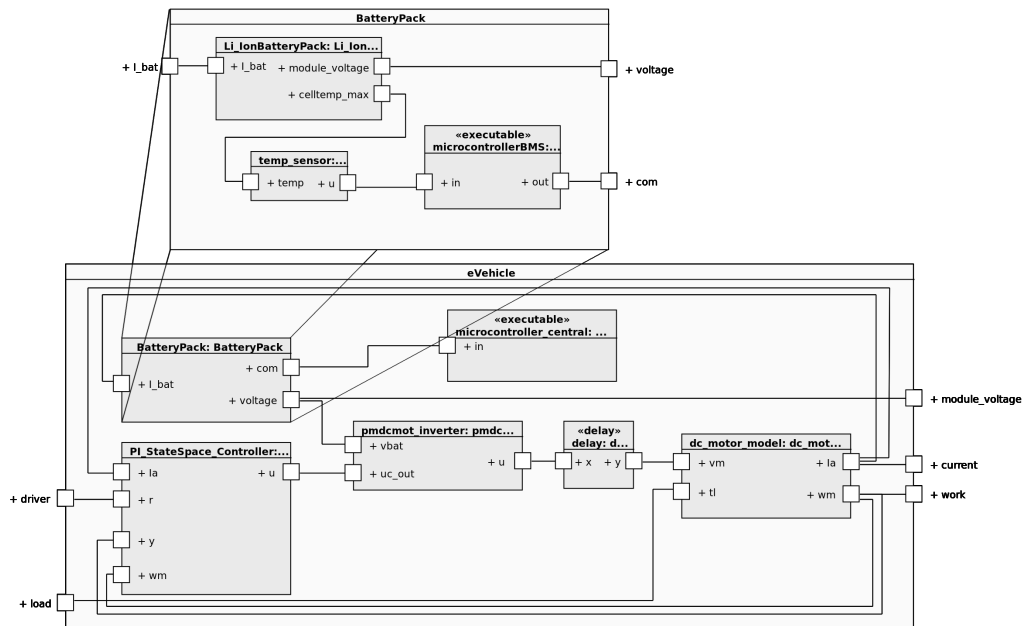 BatteryPack
Li_IonBatteryPack: Li_Ion...
+ I_bat
+ I_bat
+ module_voltage
+ voltage
+ celltemp_max
«executable»
microcontrollerBMS:...
temp_sensor:...
+ temp
+ u
+ in
+ out
+ com
eVehicle
«executable»
microcontroller_central: ...
+ in
BatteryPack: BatteryPack
+ com
+ I_bat
+ voltage
+ module_voltage
pmdcmot_inverter: pmdc...
+ vbat
+ uc_out
+ u
«delay»
delay: d...
+ x
+ y
dc_motor_model: dc_mot...
+ vm
+ Ia
+ tl
+ wm
+ current
+ work
PI_StateSpace_Controller:...
+ Ia
+ u
+ driver
+ r
+ y
+ wm
+ load